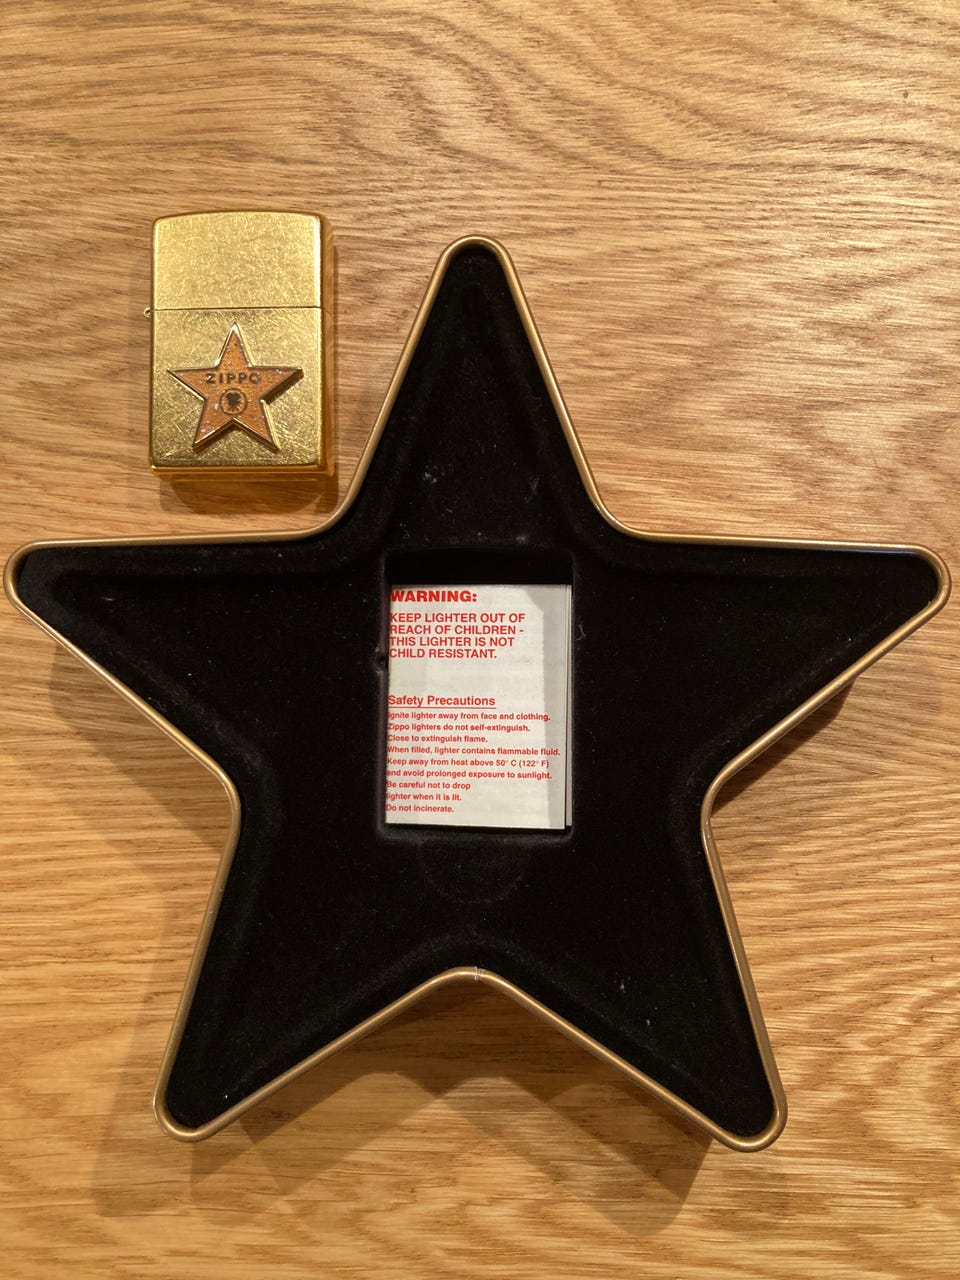 ZIPPO
WARNING:
KEEP LIGHTER OUT OF
REACH OF CHILDREN -
THIS LIGHTER IS NOT
CHILD RESISTANT.
Safety Precautions
Ignite lighter away from face and clothing.
Zippo lighters do not self-extinguish.
Close to extinguish flame.
When filled, lighter contains flammable fluid.
Keep away from heat above 50° C (122° F)
and avoid prolonged exposure to sunlight.
Be careful not to drop
lighter when it is lit.
Do not incinerate.